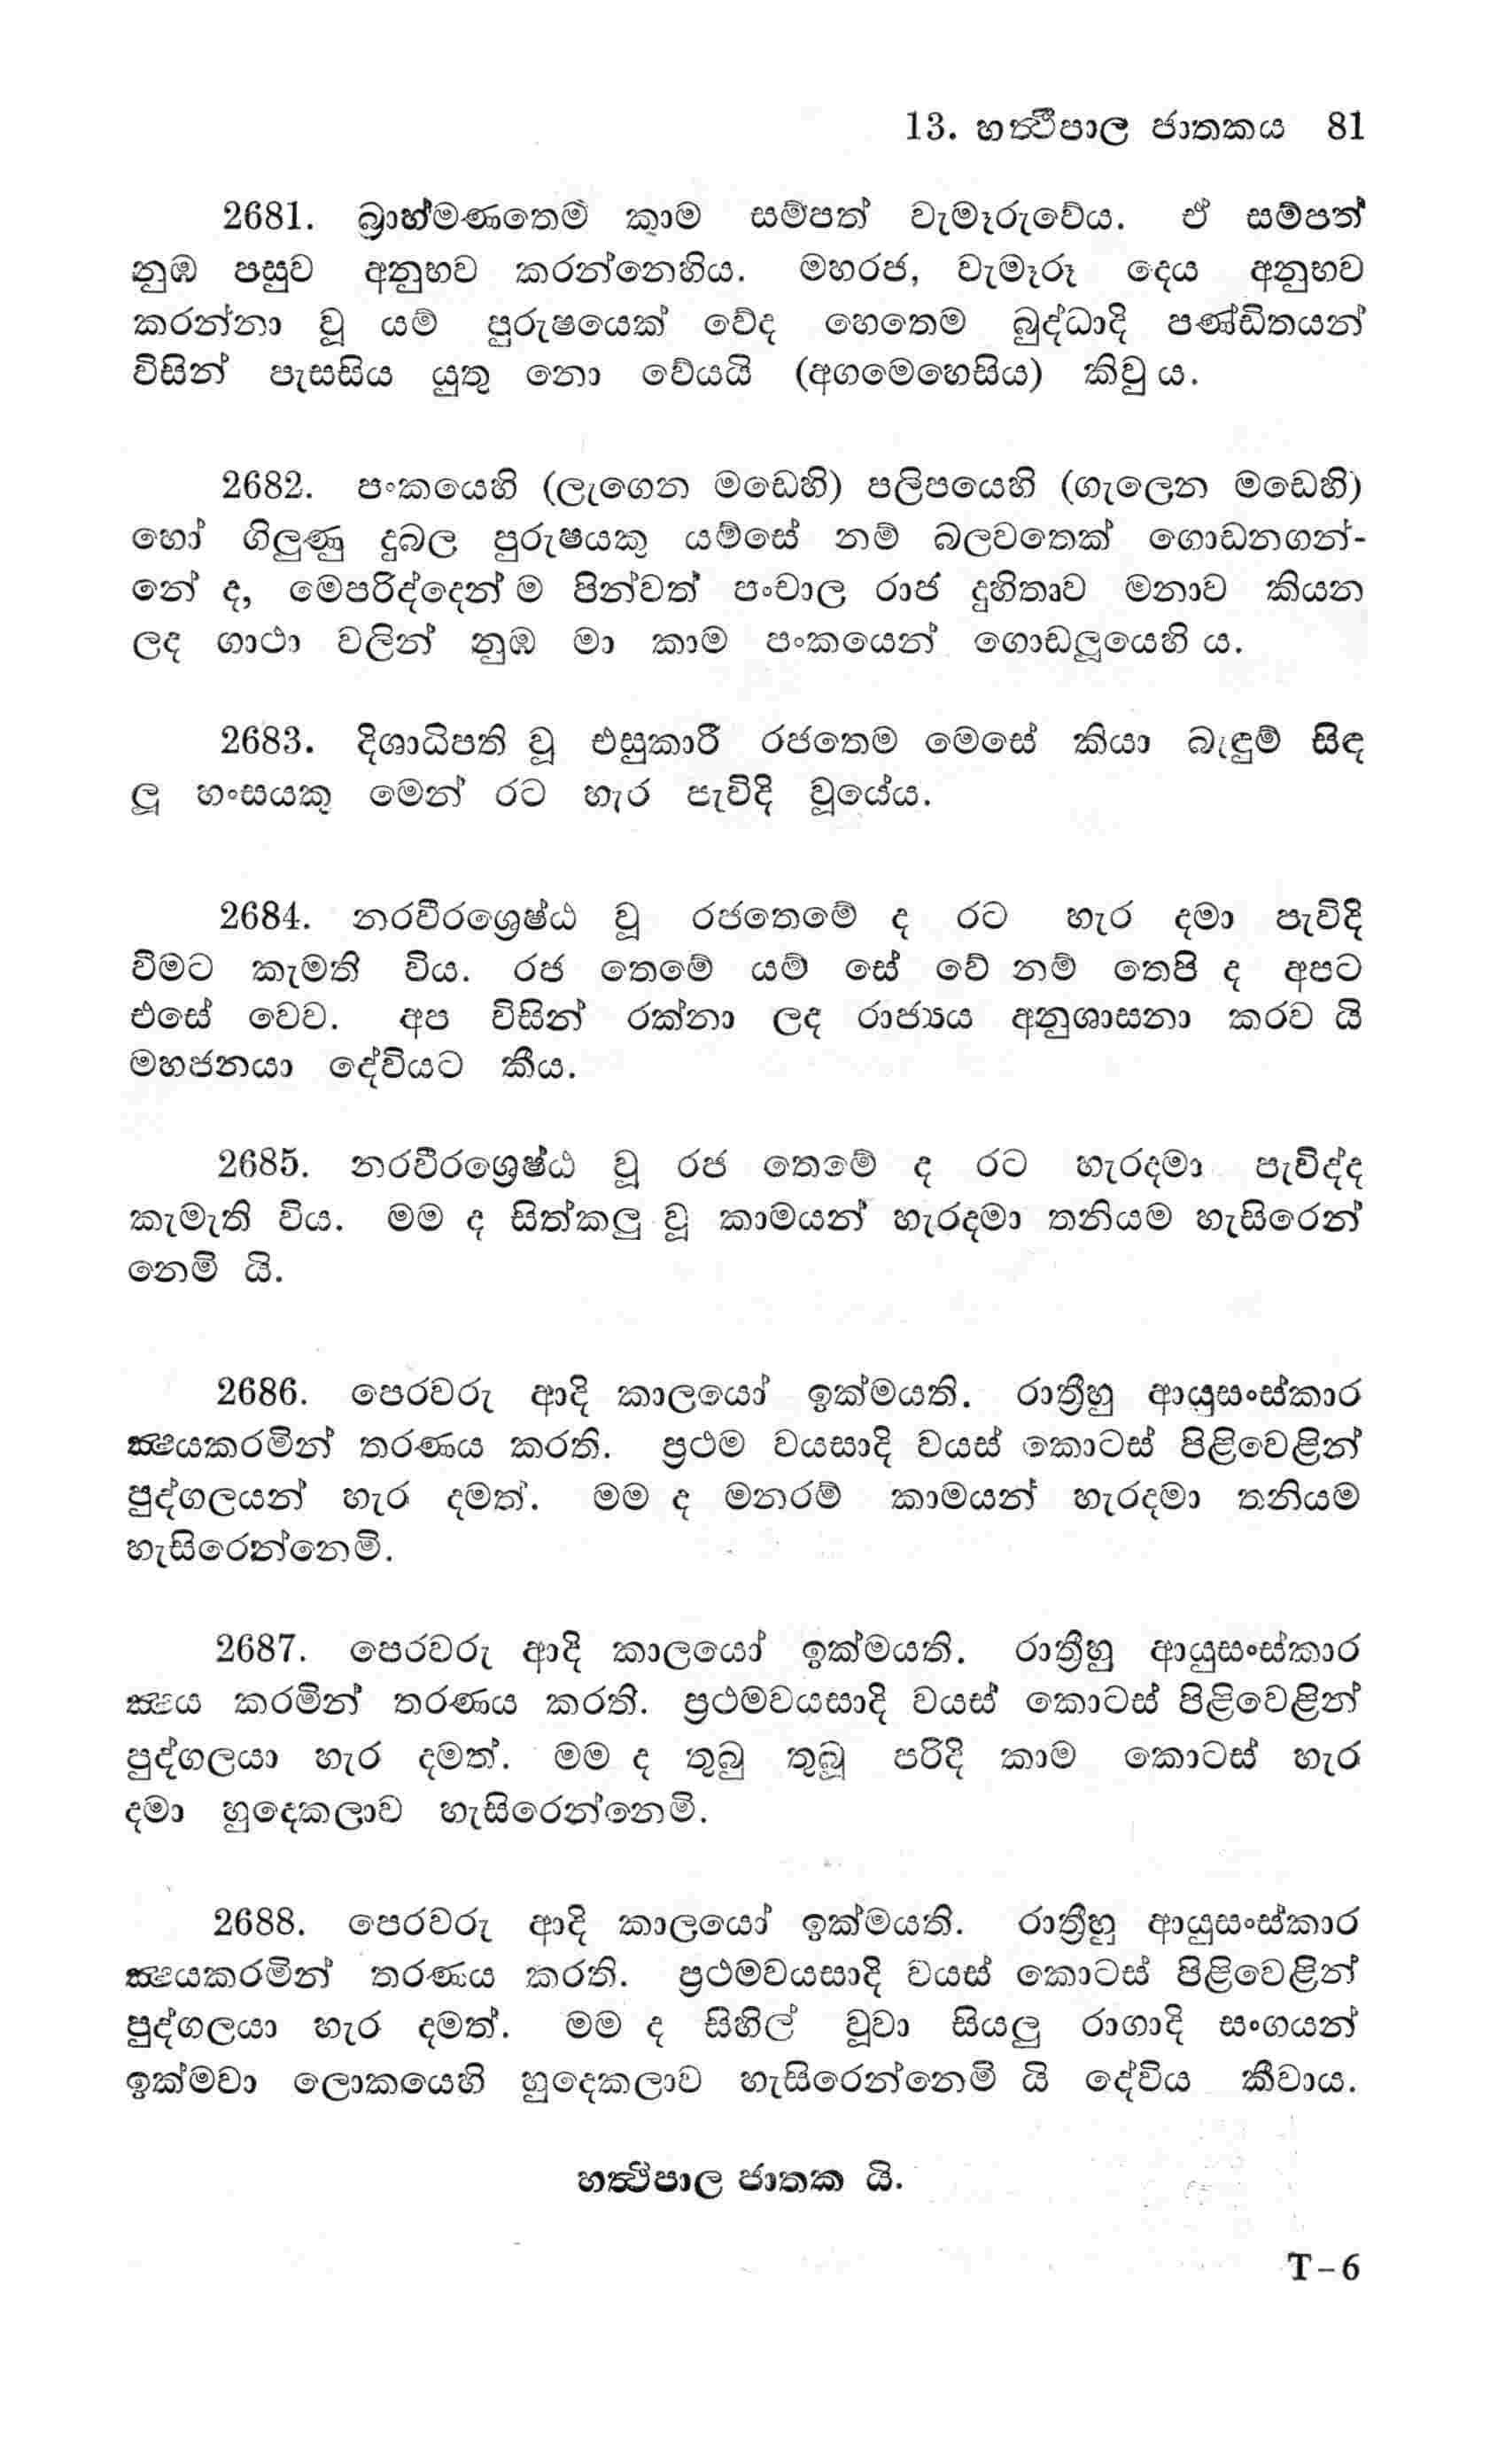 13. හත්‍ථිපාල ජාතකය 81
2681. බ්‍රාහ්මණතෙම කාම සම්පත් වැමෑරුවේය. ඒ සම්පත්
නුඹ පසුව අනුභව කරන්නෙහිය. මහරජ, වැමෑරූ දෙය අනුභව
කරන්නා වූ යම් පුරුෂයෙක් වේද හෙතෙම බුද්ධාදි පණ්ඩිතයන්
විසින් පැසසිය යුතු නො වේයයි (අගමෙහෙසිය) කිවු ය.
2682. පංකයෙහි (ලැගෙන මඩෙහි) පලිපයෙහි (ගැලෙන මඩෙහි)
හෝ ගිලුණු දුබල පුරුෂයකු යම්සේ නම් බලවතෙක් ගොඩනගන්-
නේ ද, මෙපරිද්දෙන් ම පින්වත් පංචාල රාජ දුහිතෘව මනාව කියන
ලද ගාථා වලින් නුඹ මා කාම පංකයෙන් ගොඩලූයෙහි ය.
2683. දිශාධිපති වූ එසුකාරී රජතෙම මෙසේ කියා බැඳුම් සිඳ
ලූ හංසයකු මෙන් රට හැර පැවිදි වූයේය.
2684. නරවීරශ්‍රෙෂ්ඨ වූ රජතෙමේ ද රට හැර දමා පැවිදි
වීමට කැමති විය. රජ තෙමේ යම් සේ වේ නම් තෙපි ද අපට
එසේ වෙව. අප විසින් රක්නා ලද රාජ්‍යය අනුශාසනා කරව යි
මහජනයා දේවියට කීය.
2685. නරවීරශ්‍රෙෂ්ඨ වූ රජ තෙමේ ද රට හැරදමා පැවිද්ද
කැමැති විය. මම ද සිත්කලු වූ කාමයන් හැරදමා තනියම හැසිරෙන්
නෙමි යි.
2686. පෙරවරු ආදි කාලයෝ ඉක්මයති. රාත්‍රීහු ආයුසංස්කාර
ක්‍ෂයකරමින් තරණය කරති. ප්‍රථම වයසාදි වයස් කොටස් පිළිවෙළින්
පුද්ගලයන් හැර දමත්. මම ද මනරම් කාමයන් හැරදමා තනියම
හැසිරෙන්නෙමි.
2687. පෙරවරු ආදි කාලයෝ ඉක්මයති. රාත්‍රීහු ආයුසංස්කාර
ක්‍ෂය කරමින් තරණය කරති. ප්‍රථමවයසාදි වයස් කොටස් පිළිවෙළින්
පුද්ගලයා හැර දමත්. මම ද තුබු තුබූ පරිදි කාම කොටස් හැර
දමා හුදෙකලාව හැසිරෙන්නෙමි.
2688. පෙරවරු ආදි කාලයෝ ඉක්මයති. රාත්‍රීහු ආයුසංස්කාර
ක්‍ෂයකරමින් තරණය කරති. ප්‍රථමවයසාදි වයස් කොටස් පිළිවෙළින්
පුද්ගලයා හැර දමත්. මම ද සිහිල් වූවා සියලු රාගාදි සංගයන්
ඉක්මවා ලොකයෙහි හුදෙකලාව හැසිරෙන්නෙමි යි දේවිය කීවාය.
හත්‍ථිපාල ජාතක යි.
T–6